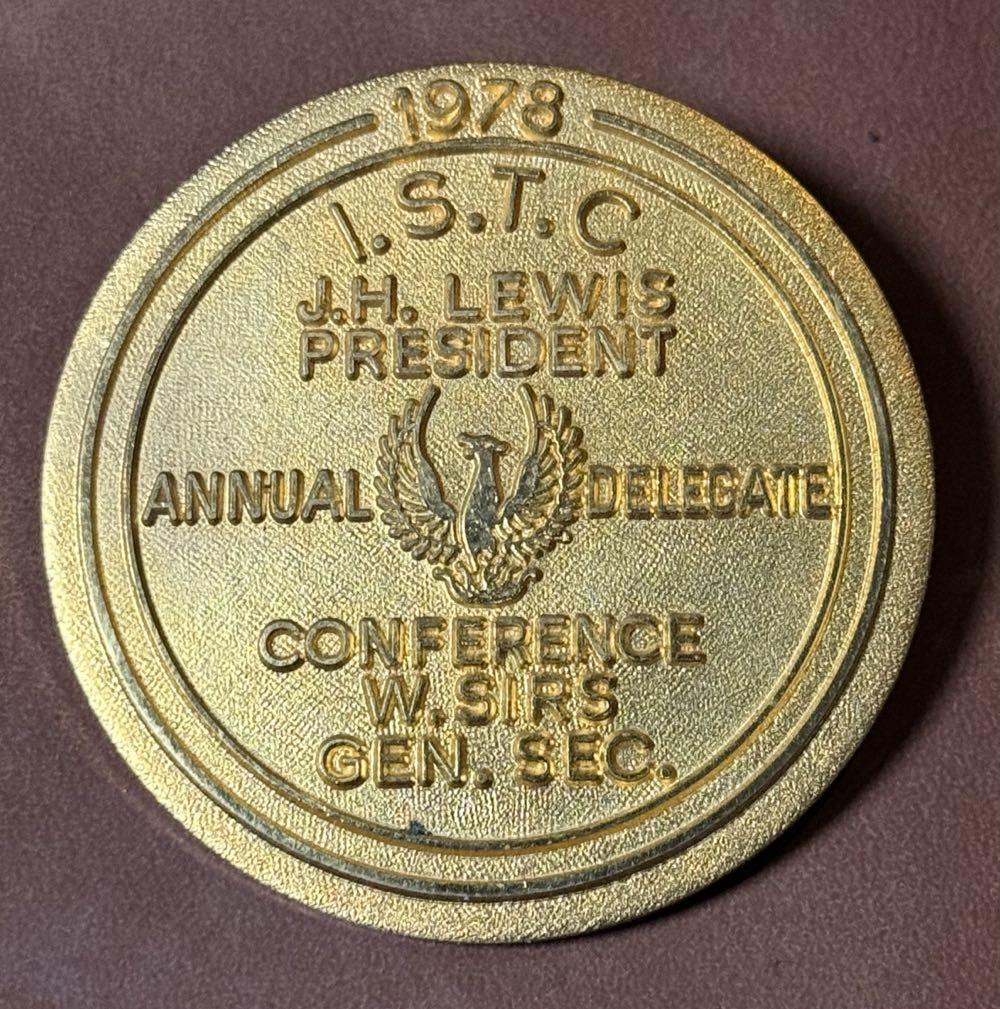 1978
I.S.T.C
J.H. LEWIS
PRESIDENT
ANNUAL DELEGATE
CONFERENCE
W. SIRS
GEN. SEC.